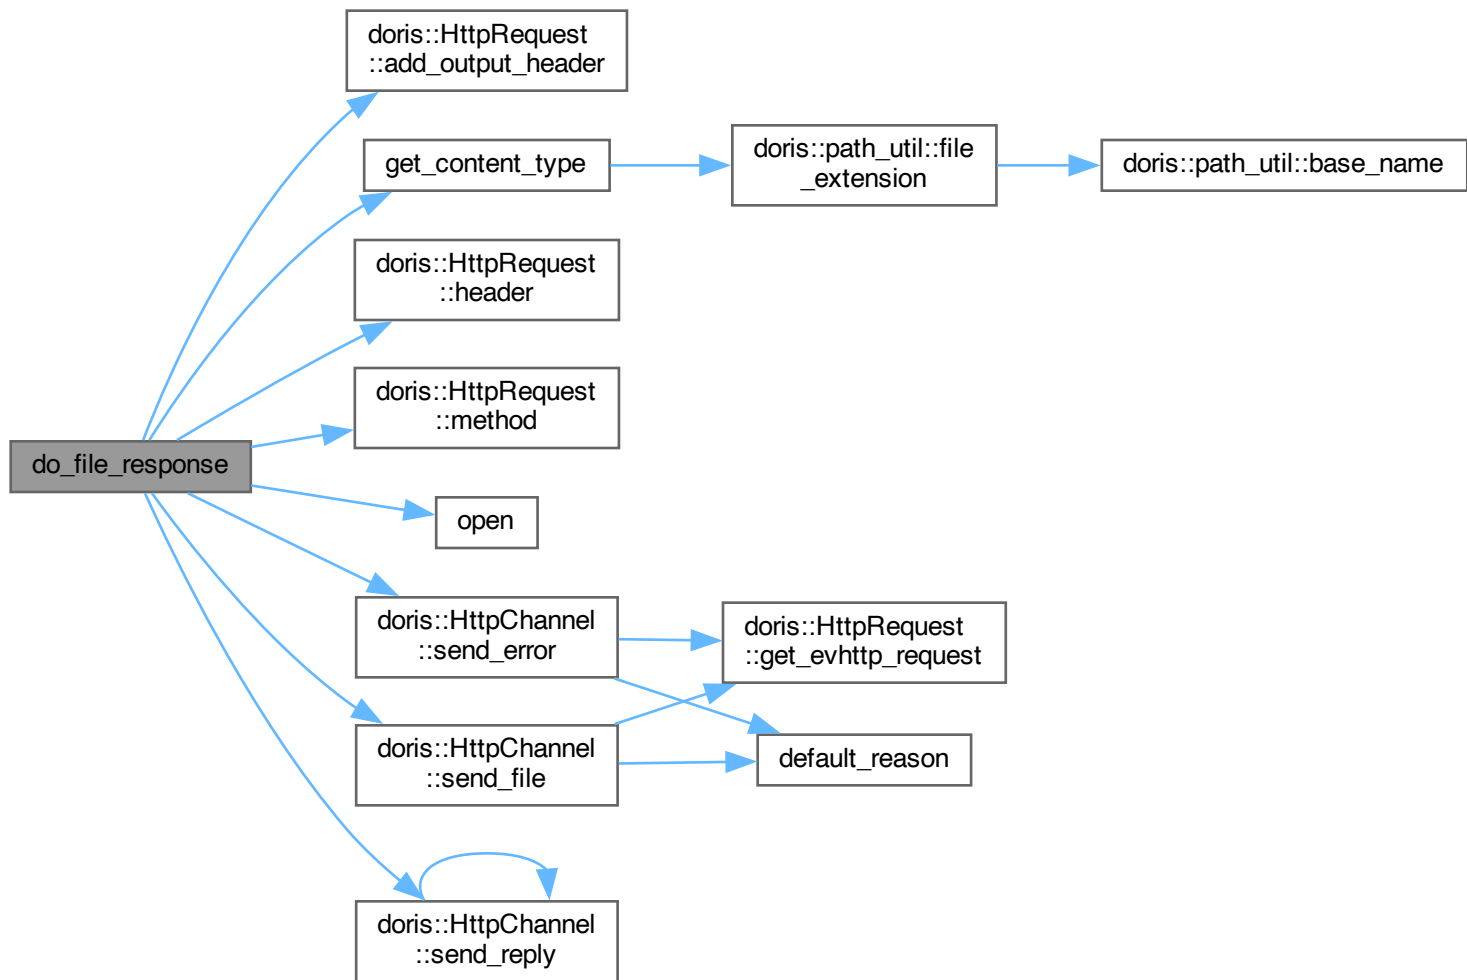 doris::HttpRequest
::add_output_header
get_content_type
doris::path_util::file
_extension
doris::path_util::base_name
doris::HttpRequest
::header
doris::HttpRequest
::method
do_file_response
open
doris::HttpChannel
::send_error
doris::HttpRequest
::get_evhttp_request
doris::HttpChannel
::send_file
default_reason
doris::HttpChannel
::send_reply